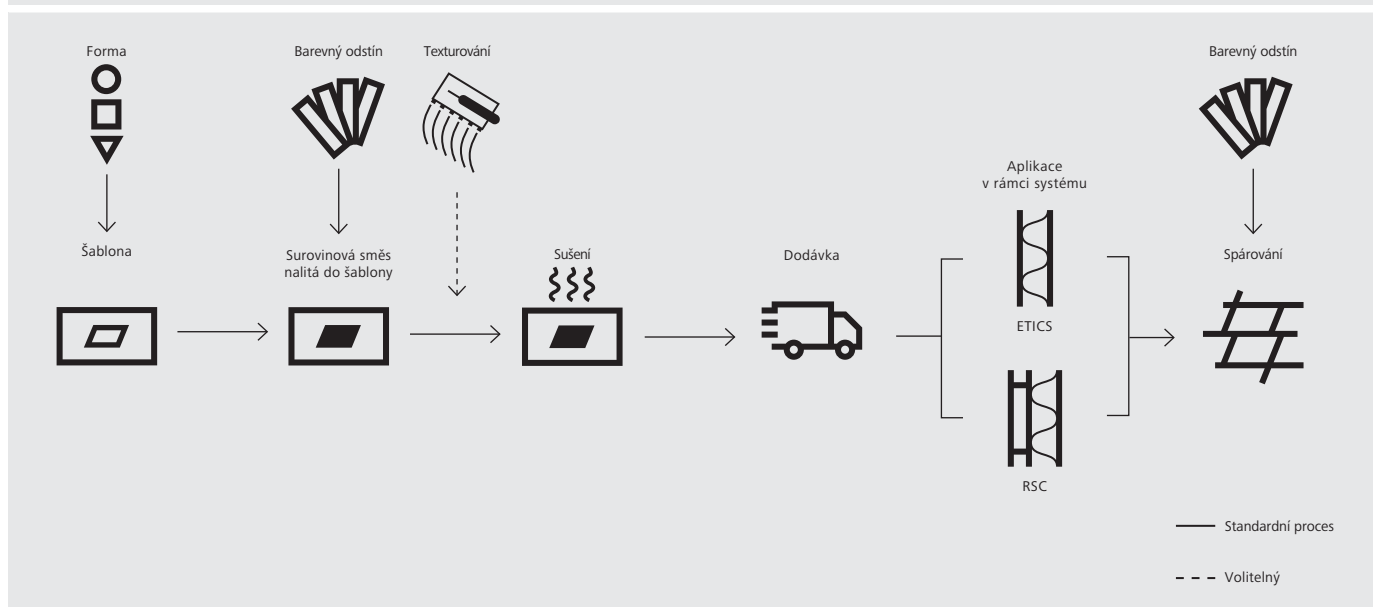 Forma
Barevný odstín
Texturování
Barevný odstín
Aplikace
v rámci systému
Šablona
Surovinová směs
nalitá do šablony
Sušení
Dodávka
Spárování
ETICS
RSC
Standardní proces
Volitelný